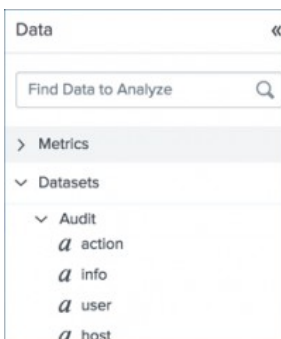 Data «
Find Data to Analyze
> Metrics
Datasets
Audit
a action
a info
a user
a host